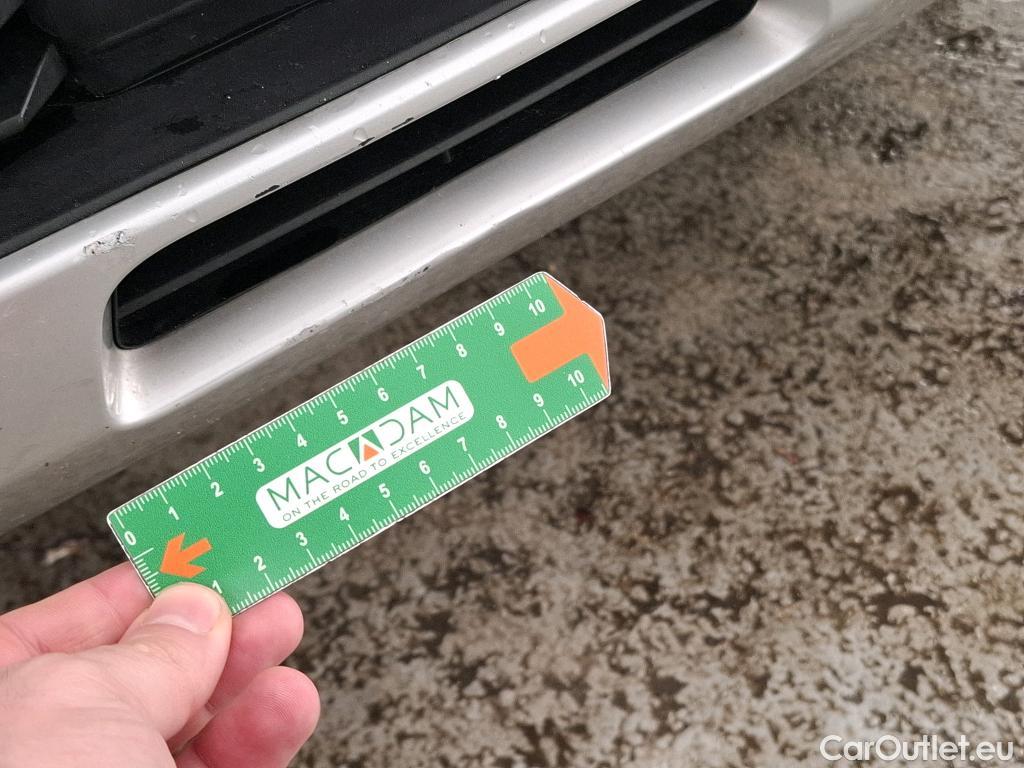 0 1 2 3 4 5 6 7 8 9 10
MACADAM
ON THE ROAD TO EXCELLENCE
1 2 3 4 5 6 7 8 9 10
CarOutlet.eu